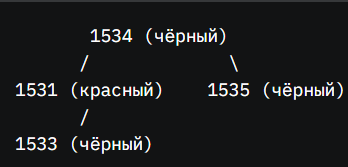 1534 (чёрный)
/ \
1531 (красный) 1535 (чёрный)
/
1533 (чёрный)